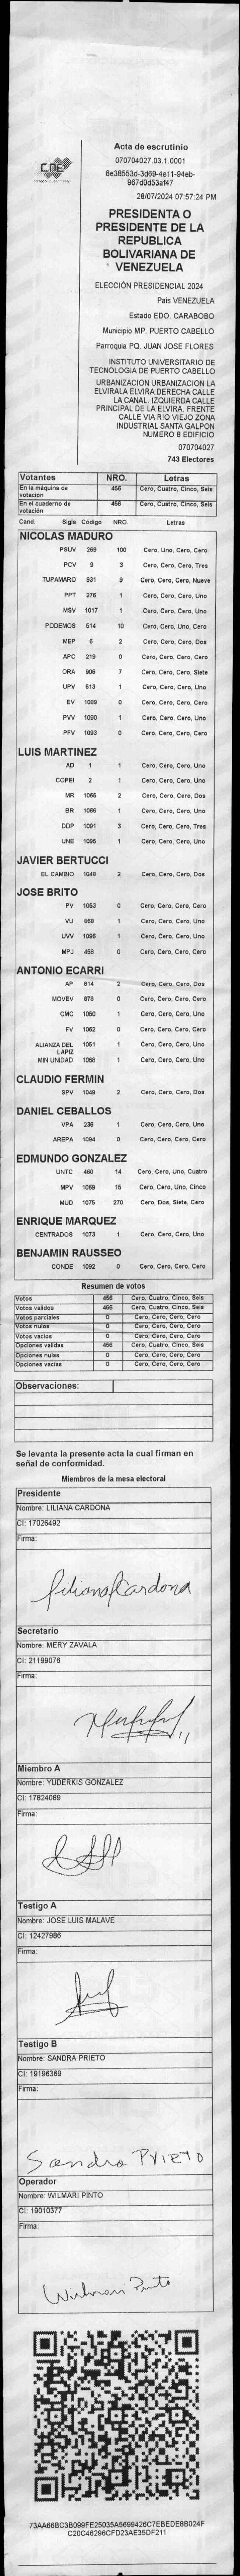 CNE
Acta de escrutinio
070704027.03.1.0001
8e38553d-3d69-4e11-94eb-
967d0d53af47
28/07/2024 07:57:24 PM
PRESIDENTA O
PRESIDENTE DE LA
REPUBLICA
BOLIVARIANA DE
VENEZUELA
ELECCIÓN PRESIDENCIAL 2024
Pais VENEZUELA
Estado EDO. CARABOBO
Municipio MP. PUERTO CABELLO
Parroquia PQ. JUAN JOSE FLORES
INSTITUTO UNIVERSITARIO DE
TECNOLOGIA DE PUERTO CABELLO
URBANIZACION URBANIZACION LA
ELVIRALA ELVIRA DERECHA CALLE
LA CANAL. IZQUIERDA CALLE
PRINCIPAL DE LA ELVIRA. FRENTE
CALLE VIA RIO VIEJO ZONA
INDUSTRIAL SANTA GALPON
NUMERO 8 EDIFICIO
070704027
743 Electores
Votantes NRO. Letras
En la máquina de votación 456 Cero, Cuatro, Cinco, Seis
En el cuaderno de votación 456 Cero, Cuatro, Cinco, Seis
Cand. Sigla Código NRO. Letras
NICOLAS MADURO
PSUV 269 100 Cero, Uno, Cero, Cero
PCV 9 3 Cero, Cero, Cero, Tres
TUPAMARO 931 9 Cero, Cero, Cero, Nueve
PPT 276 1 Cero, Cero, Cero, Uno
MSV 1017 1 Cero, Cero, Cero, Uno
PODEMOS 514 10 Cero, Cero, Uno, Cero
MEP 6 2 Cero, Cero, Cero, Dos
APC 219 0 Cero, Cero, Cero, Cero
ORA 906 7 Cero, Cero, Cero, Siete
UPV 613 1 Cero, Cero, Cero, Uno
EV 1089 0 Cero, Cero, Cero, Cero
PVV 1090 1 Cero, Cero, Cero, Uno
PFV 1093 0 Cero, Cero, Cero, Cero
LUIS MARTINEZ
AD 1 1 Cero, Cero, Cero, Uno
COPEI 2 1 Cero, Cero, Cero, Uno
MR 1065 2 Cero, Cero, Cero, Dos
BR 1066 1 Cero, Cero, Cero, Uno
DDP 1091 3 Cero, Cero, Cero, Tres
UNE 1095 1 Cero, Cero, Cero, Uno
JAVIER BERTUCCI
EL CAMBIO 1048 2 Cero, Cero, Cero, Dos
JOSE BRITO
PV 1053 0 Cero, Cero, Cero, Cero
VU 868 1 Cero, Cero, Cero, Uno
UVV 1096 1 Cero, Cero, Cero, Uno
MPJ 456 0 Cero, Cero, Cero, Cero
ANTONIO ECARRI
AP 814 2 Cero, Cero, Cero, Dos
MOVEV 878 0 Cero, Cero, Cero, Cero
CMC 1050 1 Cero, Cero, Cero, Uno
FV 1062 0 Cero, Cero, Cero, Cero
ALIANZA DEL LAPIZ 1051 1 Cero, Cero, Cero, Uno
MIN UNIDAD 1068 1 Cero, Cero, Cero, Uno
CLAUDIO FERMIN
SPV 1049 2 Cero, Cero, Cero, Dos
DANIEL CEBALLOS
VPA 236 1 Cero, Cero, Cero, Uno
AREPA 1094 0 Cero, Cero, Cero, Cero
EDMUNDO GONZALEZ
UNTC 460 14 Cero, Cero, Uno, Cuatro
MPV 1069 15 Cero, Cero, Uno, Cinco
MUD 1075 270 Cero, Dos, Siete, Cero
ENRIQUE MARQUEZ
CENTRADOS 1073 1 Cero, Cero, Cero, Uno
BENJAMIN RAUSSEO
CONDE 1092 0 Cero, Cero, Cero, Cero
Resumen de votos
Votos 456 Cero, Cuatro, Cinco, Seis
Votos validos 456 Cero, Cuatro, Cinco, Seis
Votos parciales 0 Cero, Cero, Cero, Cero
Votos nulos 0 Cero, Cero, Cero, Cero
Votos vacios 0 Cero, Cero, Cero, Cero
Opciones validas 456 Cero, Cuatro, Cinco, Seis
Opciones nulas 0 Cero, Cero, Cero, Cero
Opciones vacias 0 Cero, Cero, Cero, Cero
Observaciones:
Se levanta la presente acta la cual firman en
señal de conformidad.
Miembros de la mesa electoral
Presidente
Nombre: LILIANA CARDONA
CI: 17026492
Firma:
Liliana Cardona
Secretario
Nombre: MERY ZAVALA
CI: 21199076
Firma:
Miembro A
Nombre: YUDERKIS GONZALEZ
CI: 17824089
Firma:
Testigo A
Nombre: JOSE LUIS MALAVE
CI: 12427986
Firma:
Testigo B
Nombre: SANDRA PRIETO
CI: 19196369
Firma:
Sandra PrIETO
Operador
Nombre: WILMARI PINTO
CI: 19010377
Firma:
Wilmari Pinto
73AA66BC3B099FE25035A5699426C7EBEDE8B024F
C20C46296CFD23AE35DF211